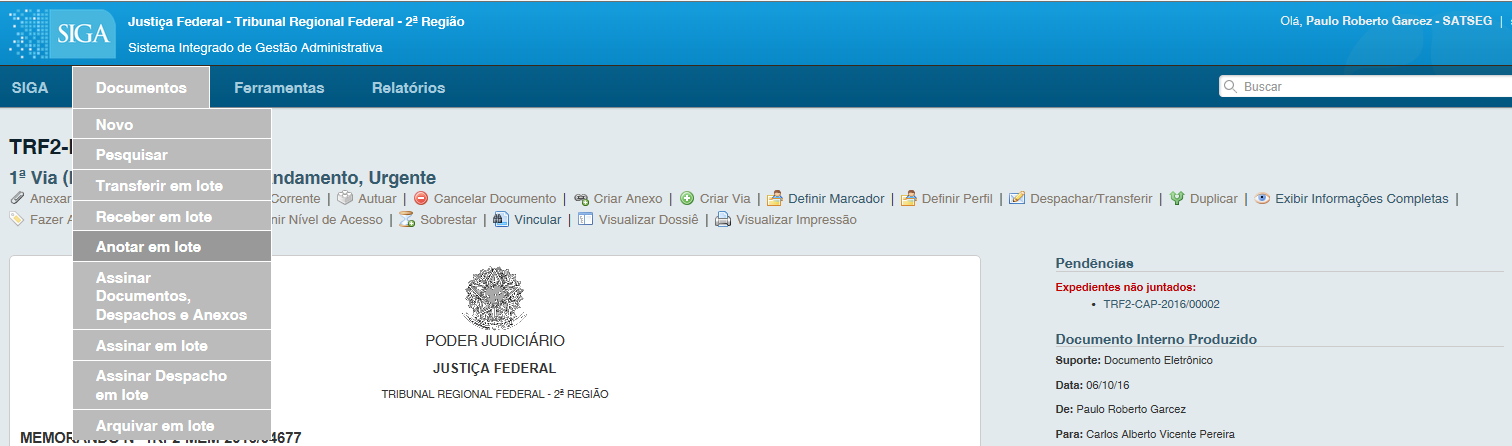 SIGA
Justiça Federal - Tribunal Regional Federal - 2ª Região
Olá, Paulo Roberto Garcez - SATSEG |
Sistema Integrado de Gestão Administrativa
SIGA Documentos Ferramentas Relatórios Buscar
Novo
Pesquisar
Transferir em lote
Receber em lote
Anotar em lote
Assinar
Documentos,
Despachos e Anexos
Assinar em lote
Assinar Despacho
em lote
Arquivar em lote
TRF2-
1ª Via ndamento, Urgente
Anexar Corrente | Autuar | Cancelar Documento | Criar Anexo | Criar Via | Definir Marcador | Definir Perfil | Despachar/Transferir | Duplicar | Exibir Informações Completas |
Fazer nir Nível de Acesso | Sobrestar | Vincular | Visualizar Dossiê | Visualizar Impressão
PODER JUDICIÁRIO
JUSTIÇA FEDERAL
TRIBUNAL REGIONAL FEDERAL - 2ª REGIÃO
MEMORANDO Nº TRF2-MEM-2016/04677
Pendências
Expedientes não juntados:
• TRF2-CAP-2016/00002
Documento Interno Produzido
Suporte: Documento Eletrônico
Data: 06/10/16
De: Paulo Roberto Garcez
Para: Carlos Alberto Vicente Pereira